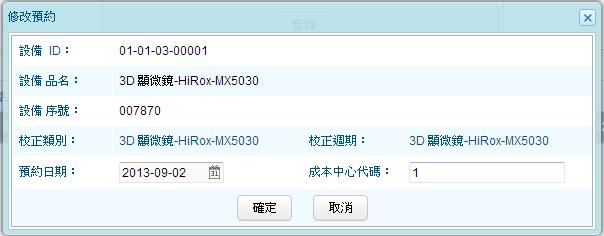 修改預約
查詢
設備 ID： 01-01-03-00001
設備 品名： 3D 顯微鏡-HiRox-MX5030
設備 序號： 007870
校正類別： 3D 顯微鏡-HiRox-MX5030 校正週期： 3D 顯微鏡-HiRox-MX5030
預約日期： 2013-09-02 31 成本中心代碼： 1
確定 取消